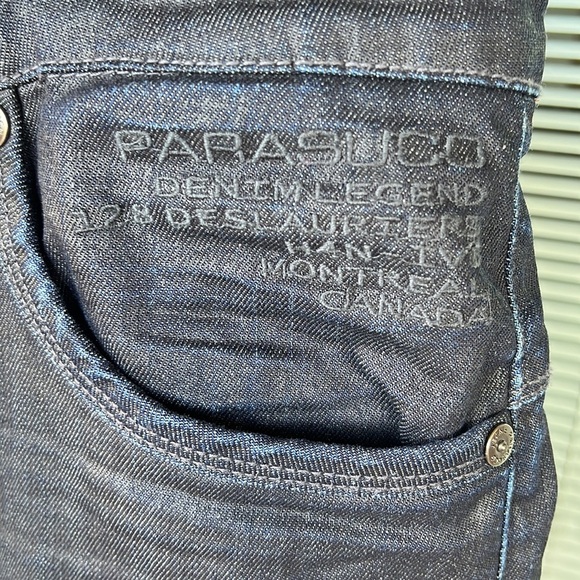 PARASUCO
DENIM LEGEND
128 DESLAURIERS
H4N-1V8
MONTREAL
CANADA